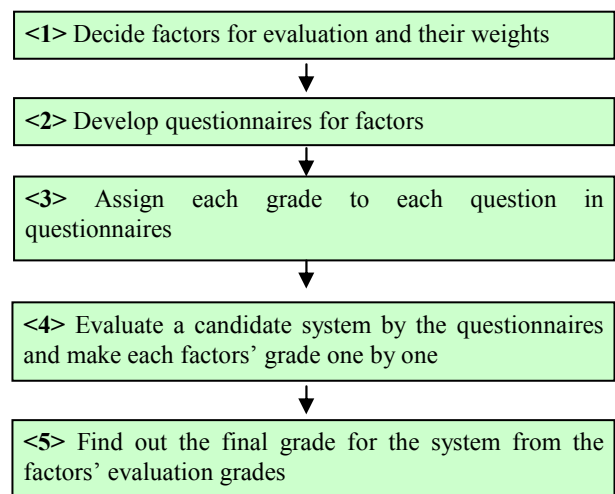 <1> Decide factors for evaluation and their weights
<2> Develop questionnaires for factors
<3> Assign each grade to each question in
questionnaires
<4> Evaluate a candidate system by the questionnaires
and make each factors’ grade one by one
<5> Find out the final grade for the system from the
factors’ evaluation grades